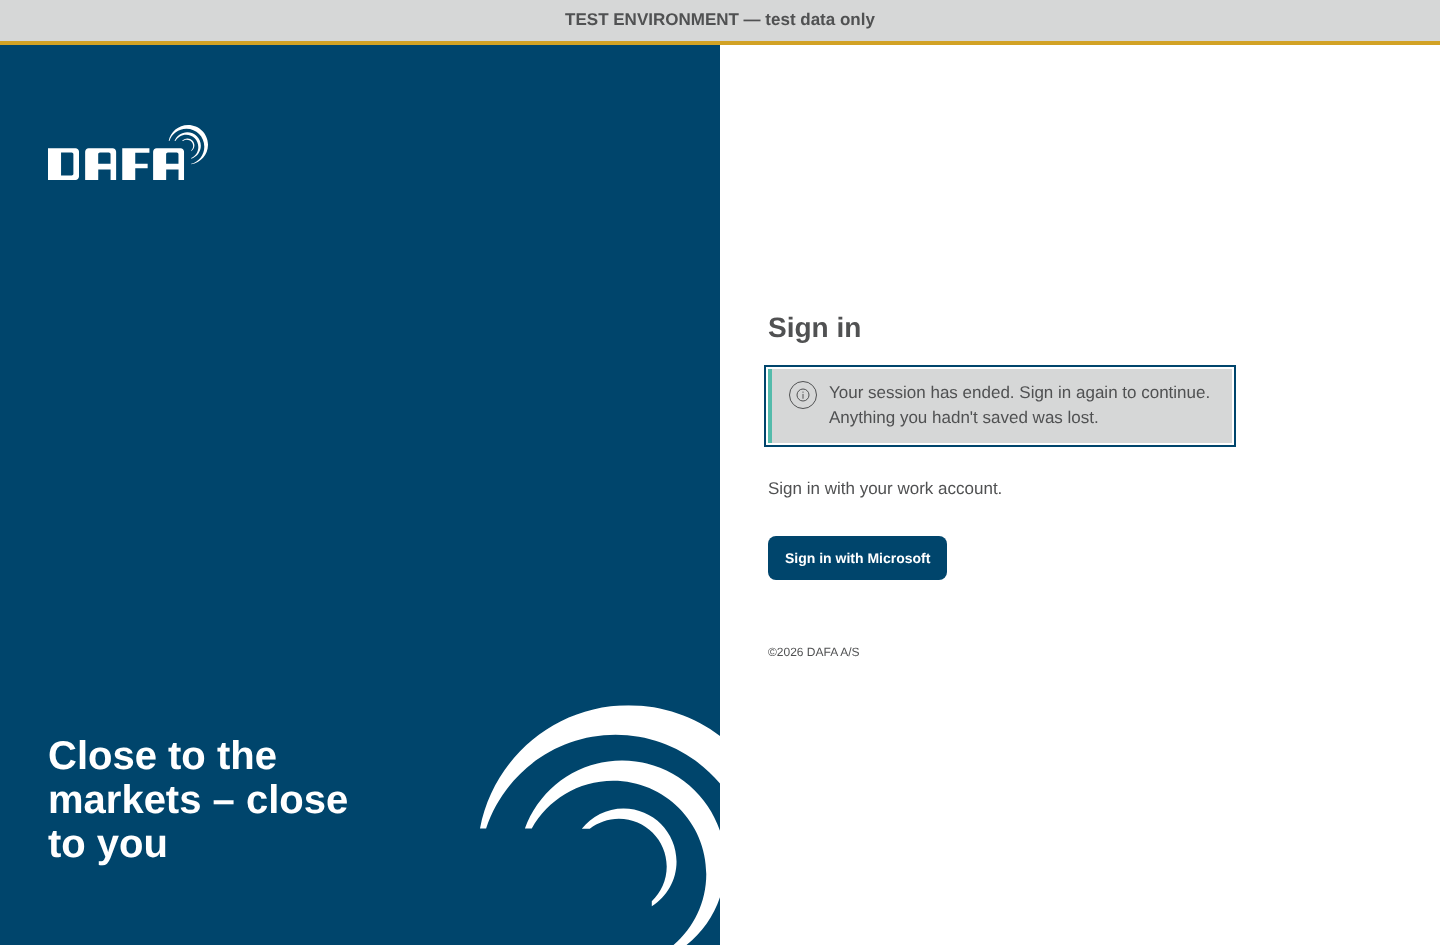 TEST ENVIRONMENT — test data only
DAFA
Close to the
markets – close
to you
Sign in
Your session has ended. Sign in again to continue.
Anything you hadn't saved was lost.
Sign in with your work account.
Sign in with Microsoft
©2026 DAFA A/S